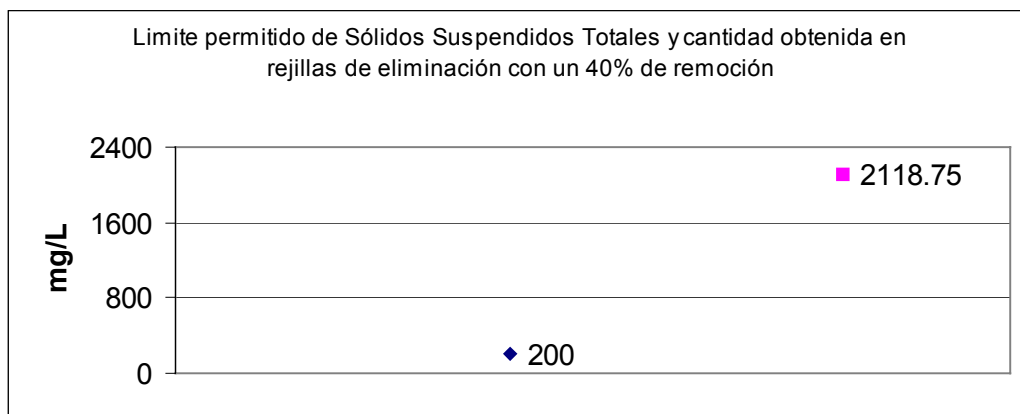 Limite permitido de Sólidos Suspendidos Totales y cantidad obtenida en
rejillas de eliminación con un 40% de remoción
2400
2118.75
1600
mg/L
800
200
0